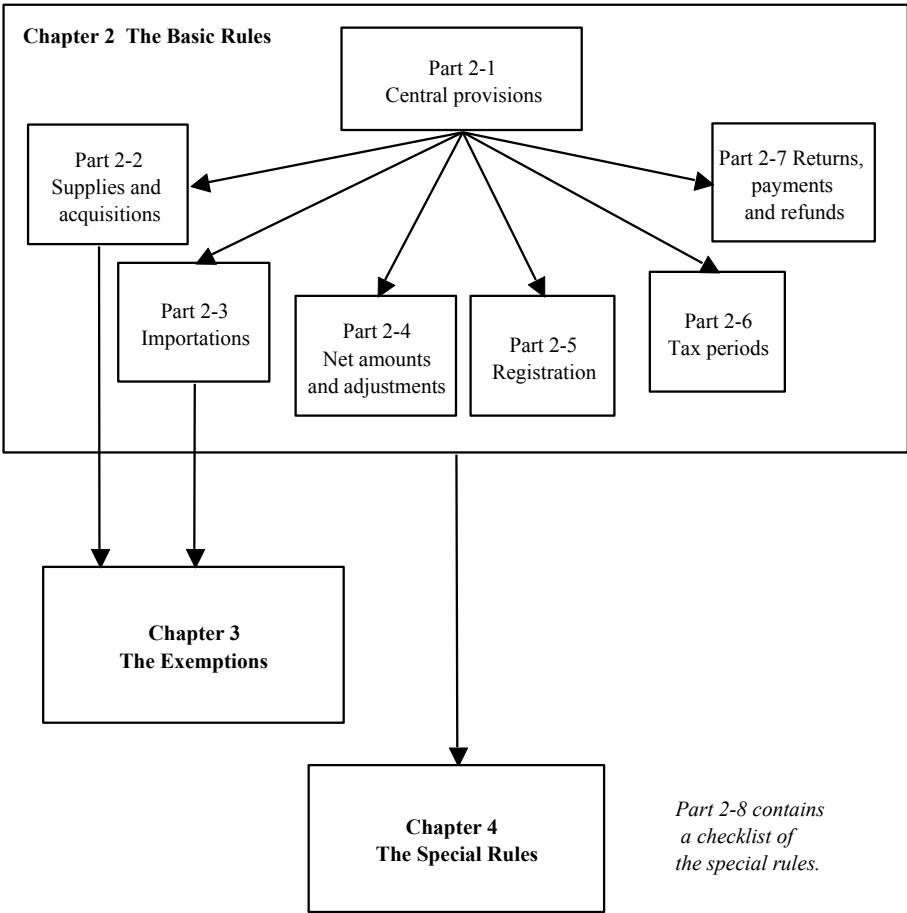 Chapter 2  The Basic Rules
Part 2-1
Central provisions
Part 2-2
Supplies and
acquisitions
Part 2-7 Returns,
payments
and refunds
Part 2-3
Importations
Part 2-4
Net amounts
and adjustments
Part 2-5
Registration
Part 2-6
Tax periods
Chapter 3
The Exemptions
Chapter 4
The Special Rules
Part 2-8 contains
a checklist of
the special rules.